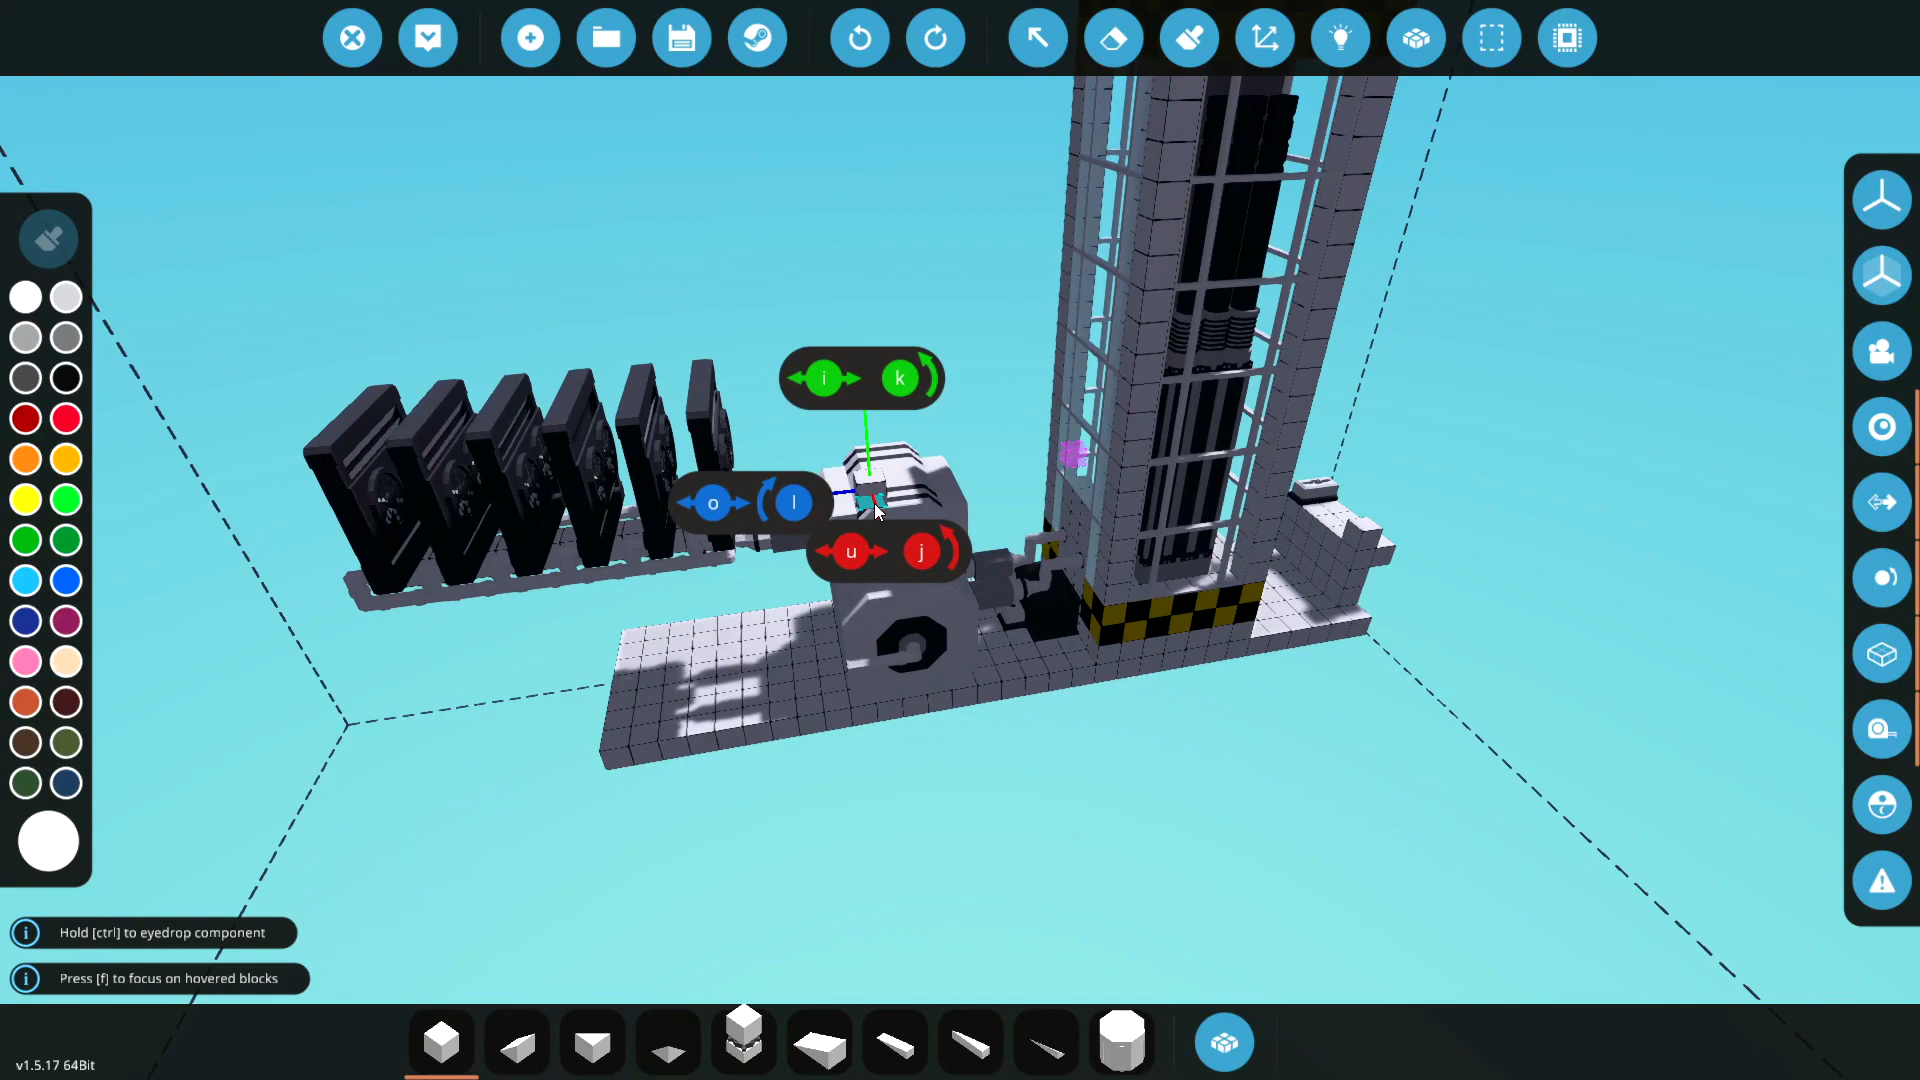 i k
o l
u j
Hold [ctrl] to eyedrop component
Press [f] to focus on hovered blocks
v1.5.17 64Bit